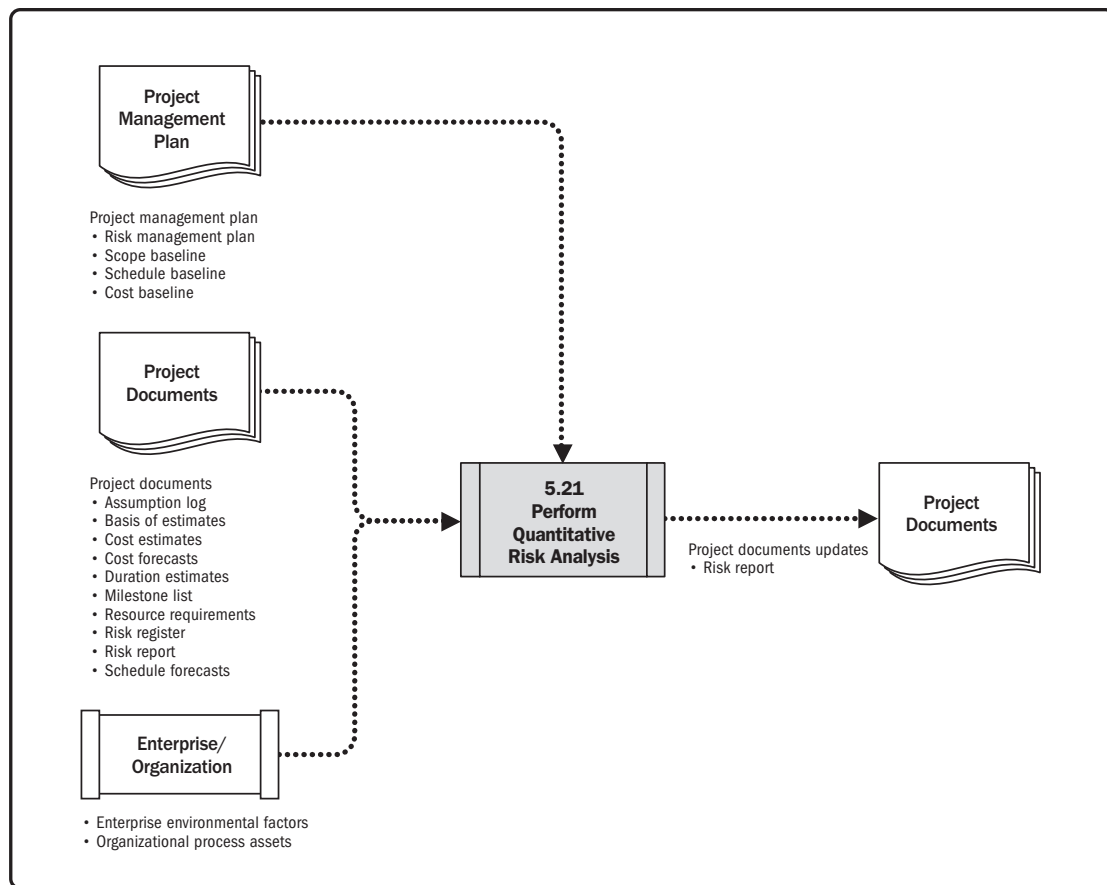 Project
Management
Plan
Project management plan
• Risk management plan
• Scope baseline
• Schedule baseline
• Cost baseline
Project
Documents
Project documents
• Assumption log
• Basis of estimates
• Cost estimates
• Cost forecasts
• Duration estimates
• Milestone list
• Resource requirements
• Risk register
• Risk report
• Schedule forecasts
Enterprise/
Organization
• Enterprise environmental factors
• Organizational process assets
5.21
Perform
Quantitative
Risk Analysis
Project documents updates
• Risk report
Project
Documents